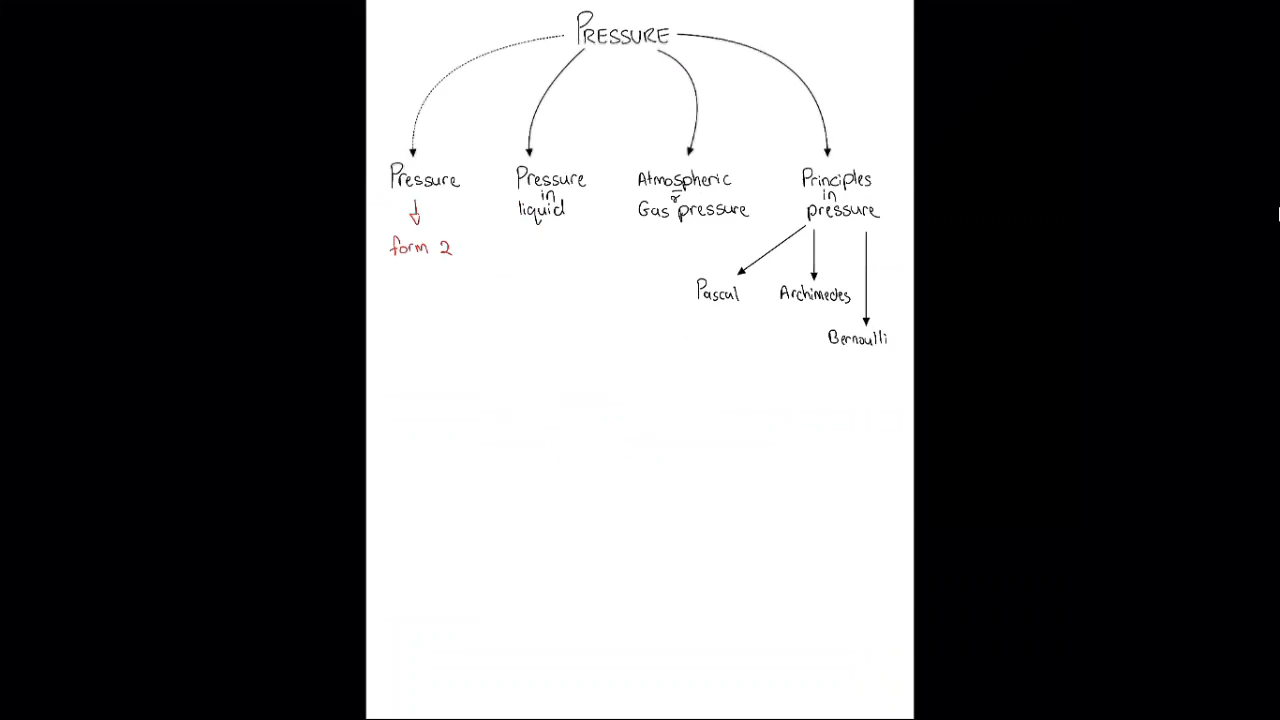 PRESSURE
Pressure
form 2
Pressure
in
liquid
Atmospheric
&
Gas pressure
Principles
in
pressure
Pascal
Archimedes
Bernoulli